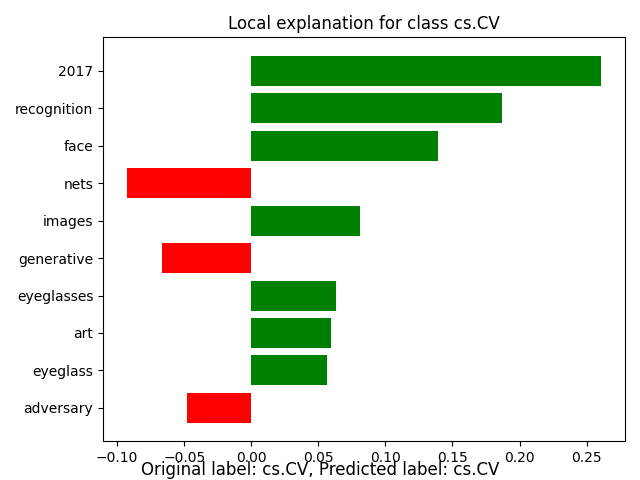 Local explanation for class cs.CV
2017
recognition
face
nets
images
generative
eyeglasses
art
eyeglass
adversary
−0.10 −0.05 0.00 0.05 0.10 0.15 0.20 0.25
Original label: cs.CV, Predicted label: cs.CV